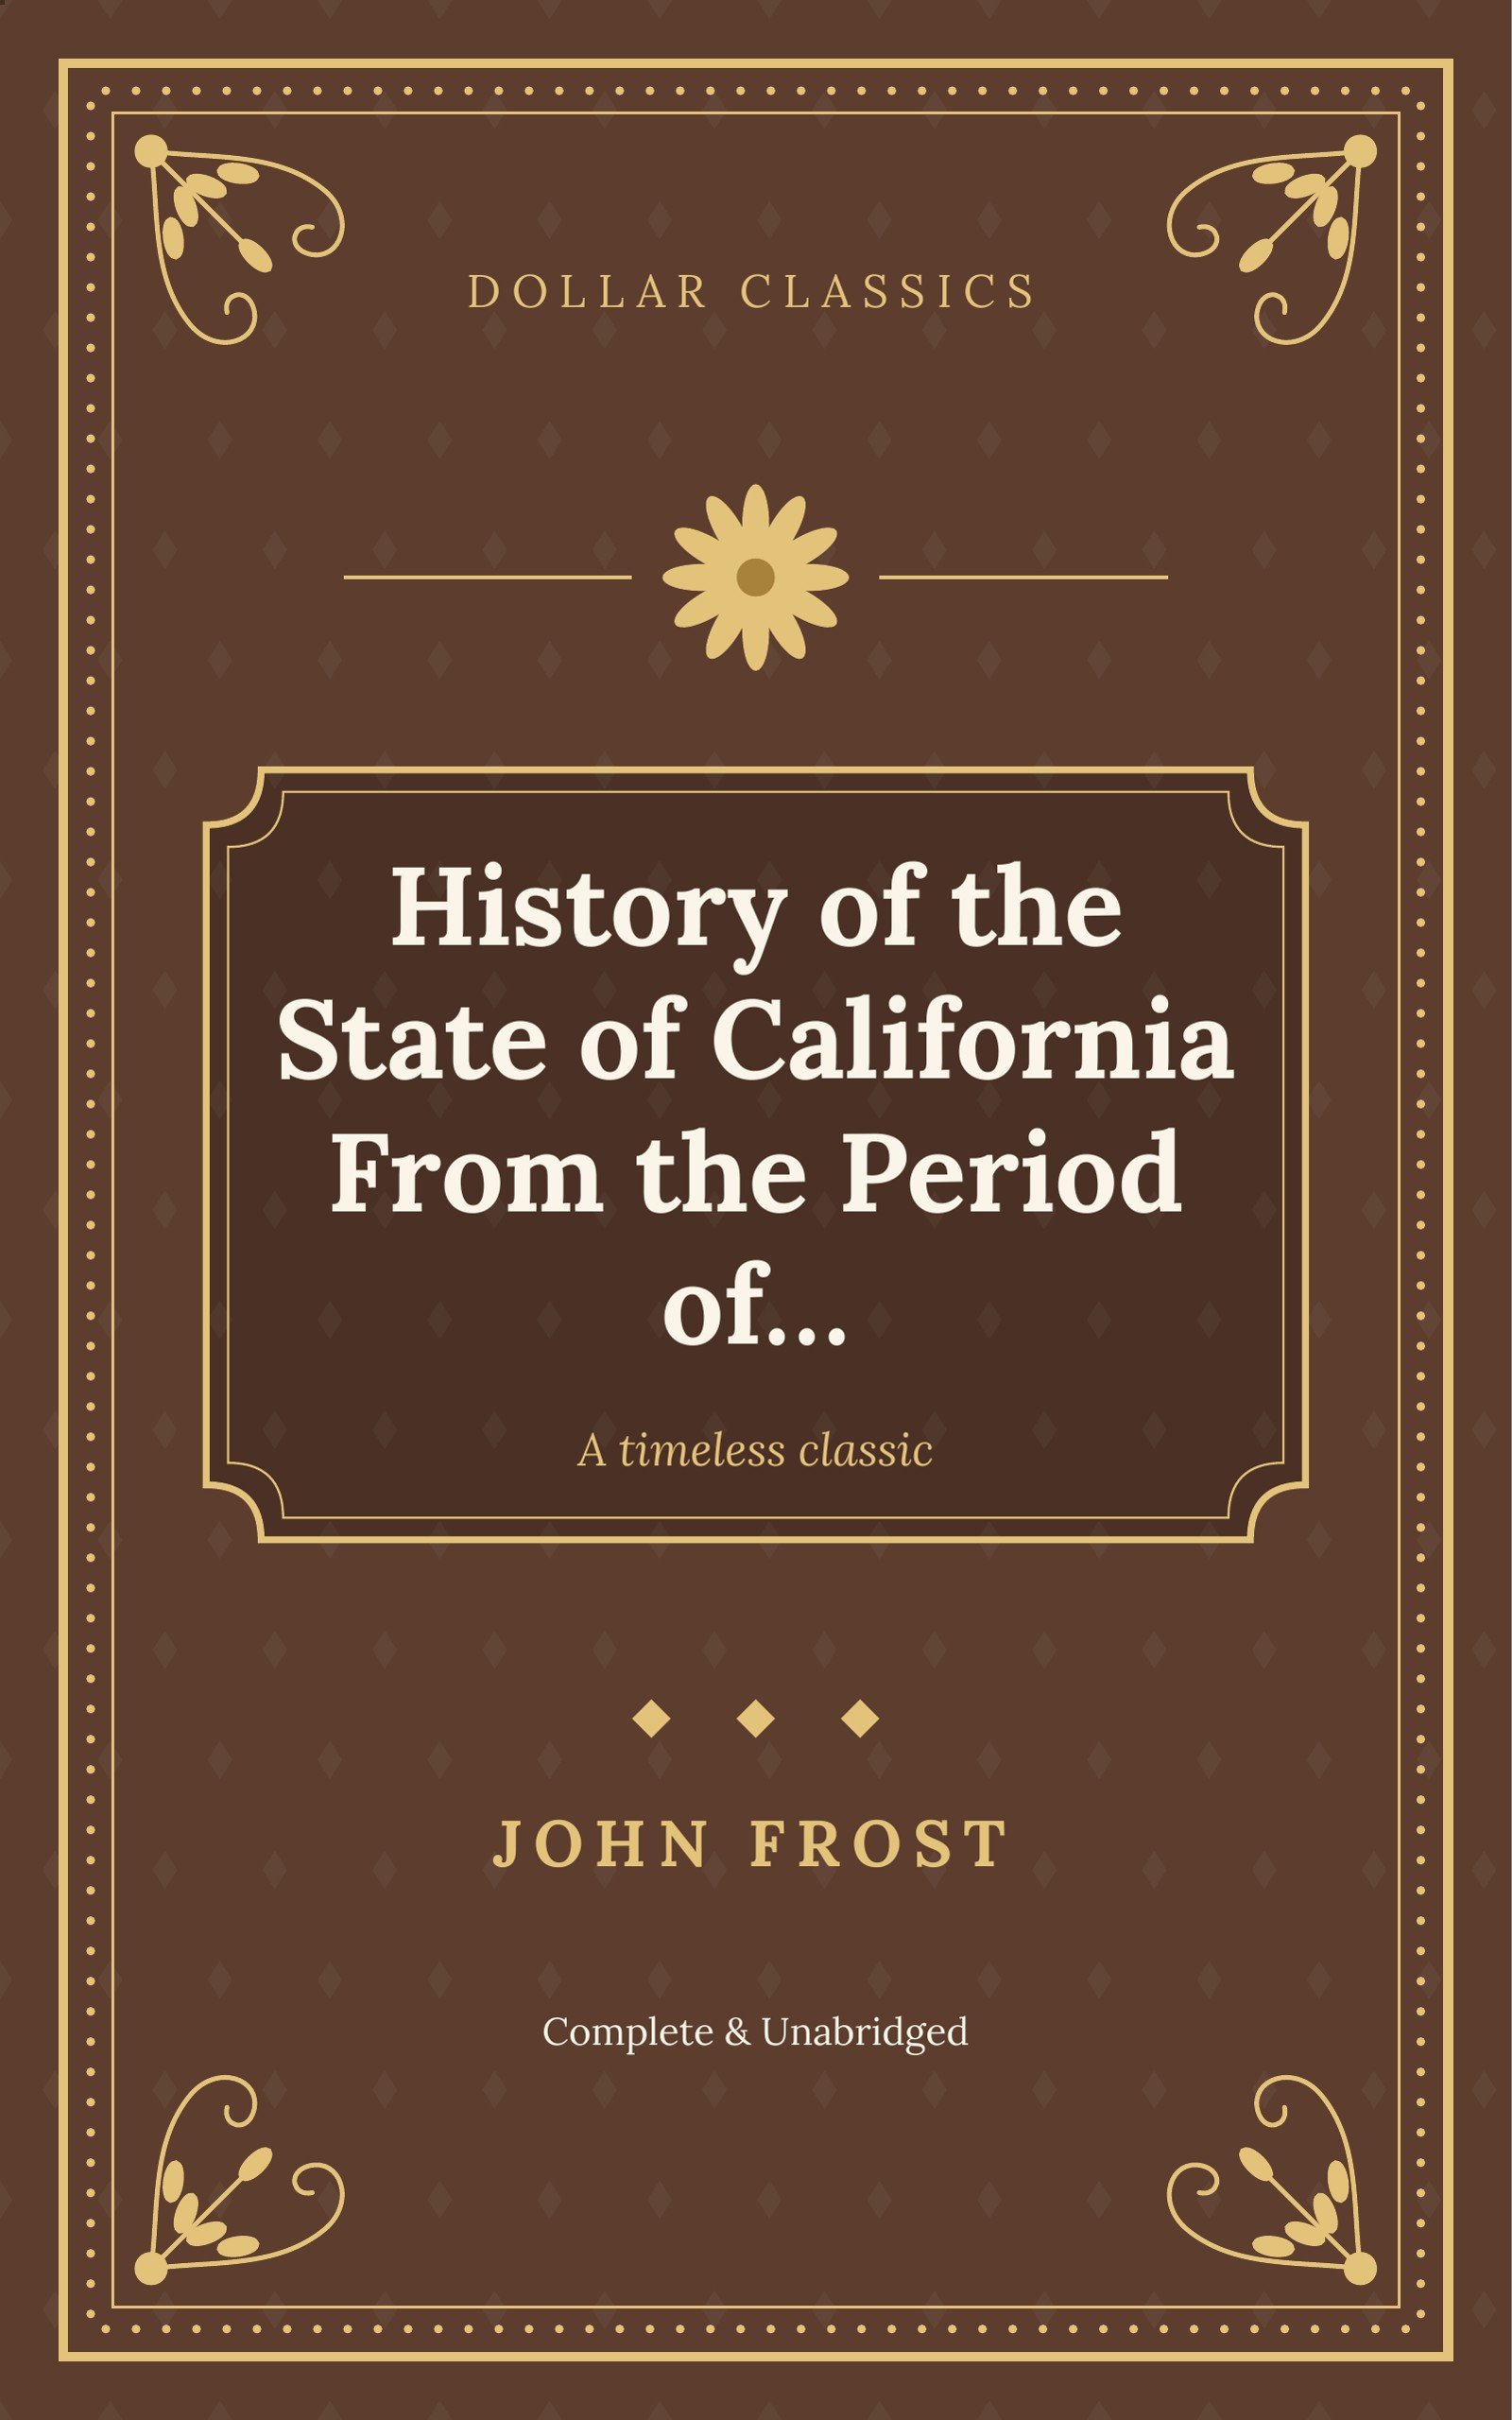 DOLLAR CLASSICS
History of the
State of California
From the Period
of...
A timeless classic
JOHN FROST
Complete & Unabridged